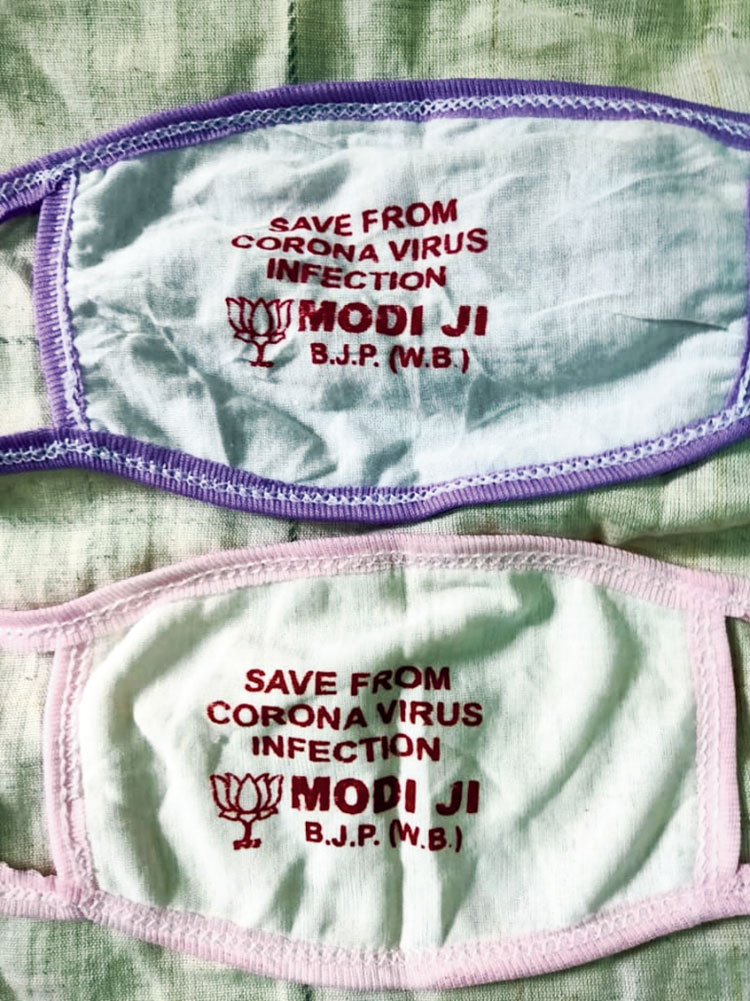 SAVE FROM
CORONA VIRUS
INFECTION
MODI JI
B.J.P. (W.B.)
SAVE FROM
CORONA VIRUS
INFECTION
MODI JI
B.J.P. (W.B.)